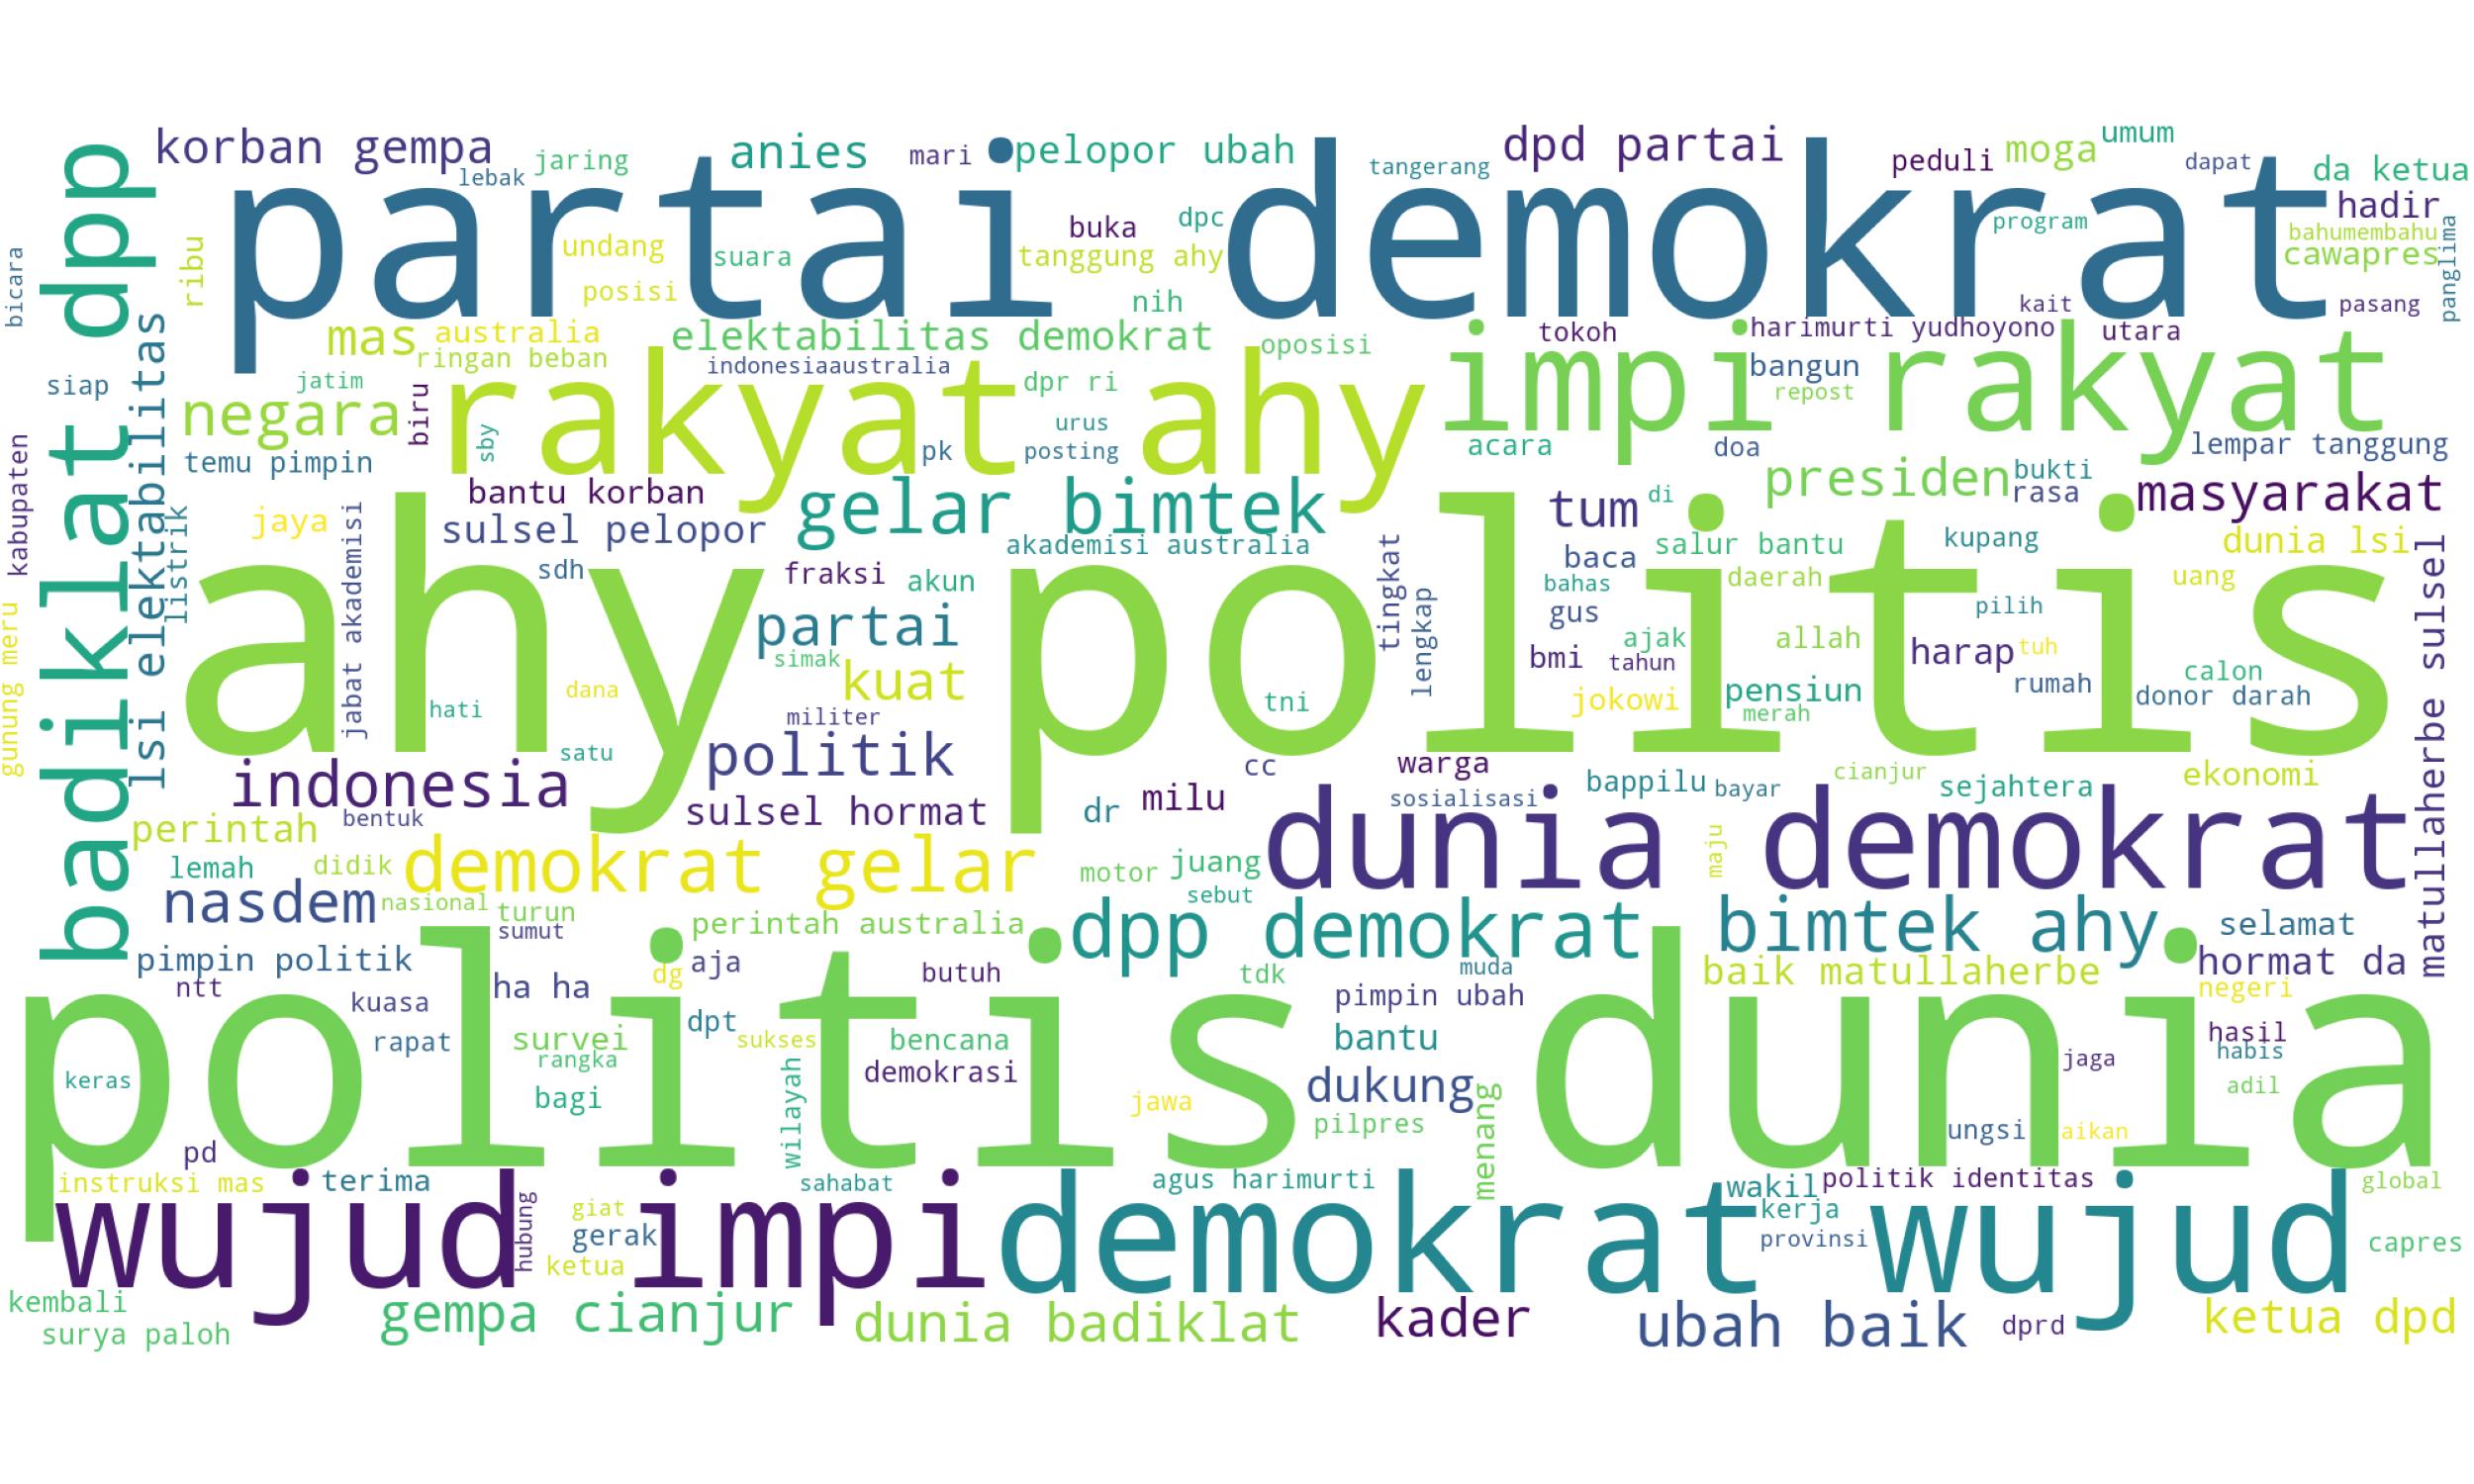 korban gempa
jaring
anies
mari
pelopor ubah
tangerang
dpd partai
peduli
moga
umum
dapat
da ketua
lebak
partai demokrat
hadir
badiklat dpp
bicara
ribu
undang
suara
posisi
buka
dpc
tanggung ahy
nih
program
bahumembahu
cawapres
panglima
kait
pasang
mas
australia
ringan beban
elektabilitas demokrat
indonesiaaustralia
oposisi
tokoh
harimurti yudhoyono
utara
bangun
repost
siap
lsi elektabilitas
jatim
biru
negara
rakyat ahy
dpr ri
impi rakyat
sby
urus
pk
posting
acara
doa
lempar tanggung
temu pimpin
kabupaten
bantu korban
gelar bimtek
tum
di
presiden
bukti
rasa
masyarakat
listrik
jaya
jabat akademisi
sulsel pelopor
akademisi australia
baca
salur bantu
kupang
dunia lsi
matullaherbe sulsel
ahy politis
sdh
fraksi
akun
tingkat
lengkap
bahas
daerah
uang
gus
pilih
partai
simak
ajak
allah
harap
tuh
bmi
tahun
calon
gunung meru
kuat
dana
hati
tni
jokowi
pensiun
rumah
donor darah
militer
merah
satu
politik
indonesia
cc
warga
bappilu
bayar
cianjur
sejahtera
ekonomi
sulsel hormat
dr
milu
sosialisasi
perintah
bentuk
dunia demokrat
maju
lemah
didik
demokrat gelar
motor
juang
sebut
nasdem
nasional
turun
sumut
perintah australia
dpp demokrat
bimtek ahy
selamat
pimpin politik
dg
aja
butuh
tdk
muda
baik matullaherbe
hormat da
ntt
kuasa
ha ha
pimpin ubah
negeri
politis dunia
rapat
survei
dpt
sukses
rangka
bencana
bantu
hasil
habis
jaga
keras
bagi
wilayah
demokrasi
jawa
dukung
menang
adil
pilpres
ungsi
aikan
pd
instruksi mas
terima
sahabat
agus harimurti
wakil
politik identitas
global
wujud impi
hubung
giat
gerak
ketua
demokrat wujud
kerja
provinsi
capres
kembali
surya paloh
gempa cianjur
dunia badiklat
kader
ubah baik
dprd
ketua dpd